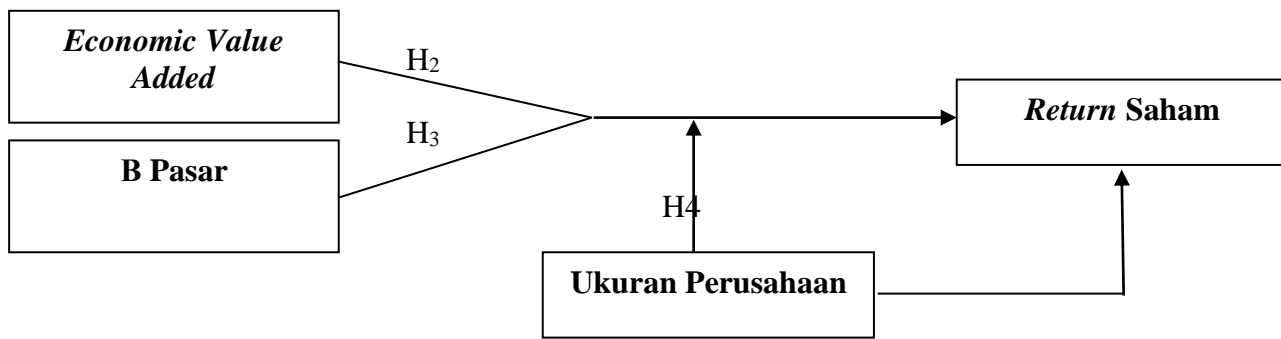 Economic Value
Added
H2
H3
B Pasar
Return Saham
H4
Ukuran Perusahaan